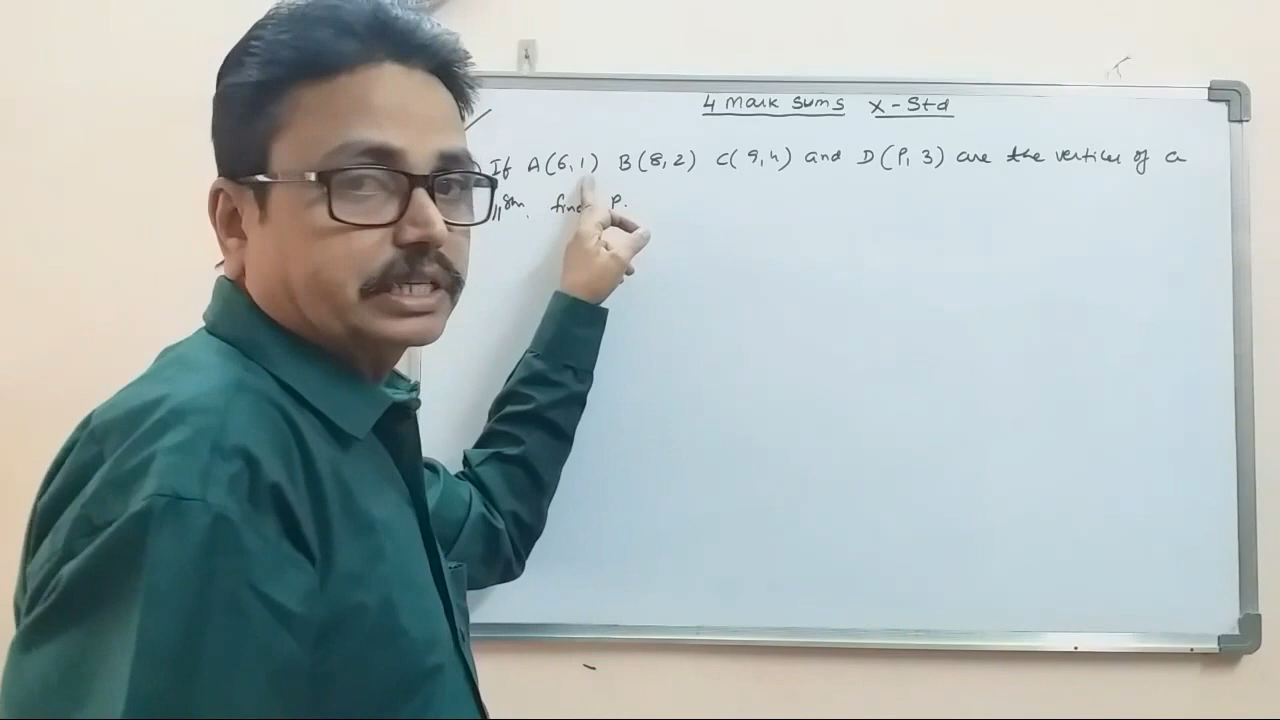 4 Mark Sums X - Std
If A(6,1) B(8,2) C(9,4) and D(P,3) are the vertices of a
||gm. find P.